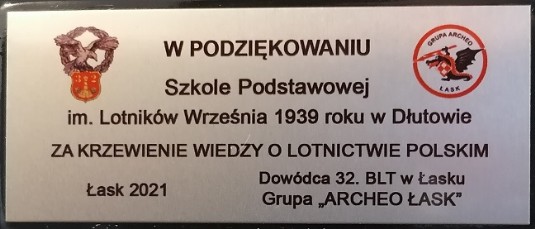 W PODZIĘKOWANIU
Szkole Podstawowej
im. Lotników Września 1939 roku w Dłutowie
ZA KRZEWIENIE WIEDZY O LOTNICTWIE POLSKIM
Łask 2021
Dowódca 32. BLT w Łasku
Grupa „ARCHEO ŁASK”
32
GRUPA ARCHEO
ŁASK